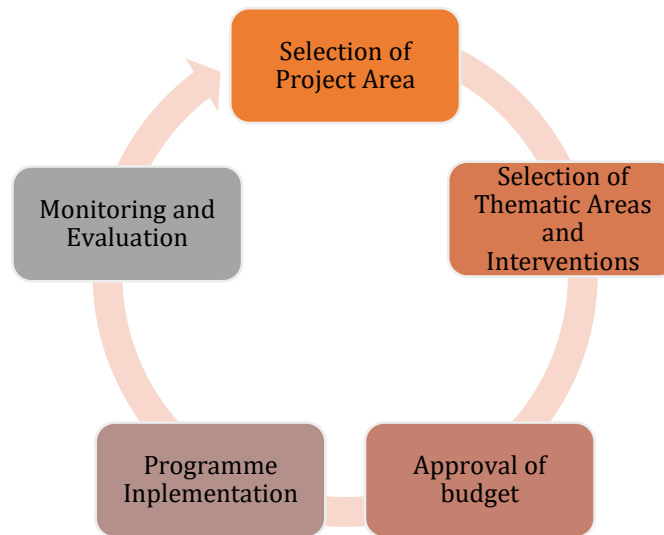 Selection of
Project Area
Selection of
Thematic Areas
and
Interventions
Approval of
budget
Programme
Inplementation
Monitoring and
Evaluation